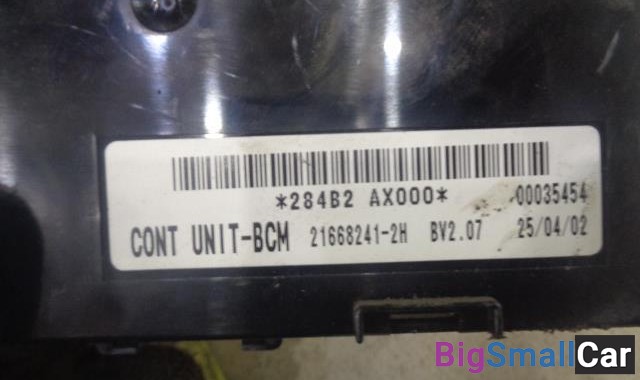 *284B2 AX000* 00035454
CONT UNIT-BCM 21668241-2H BV2.07 25/04/02
BigSmallCar